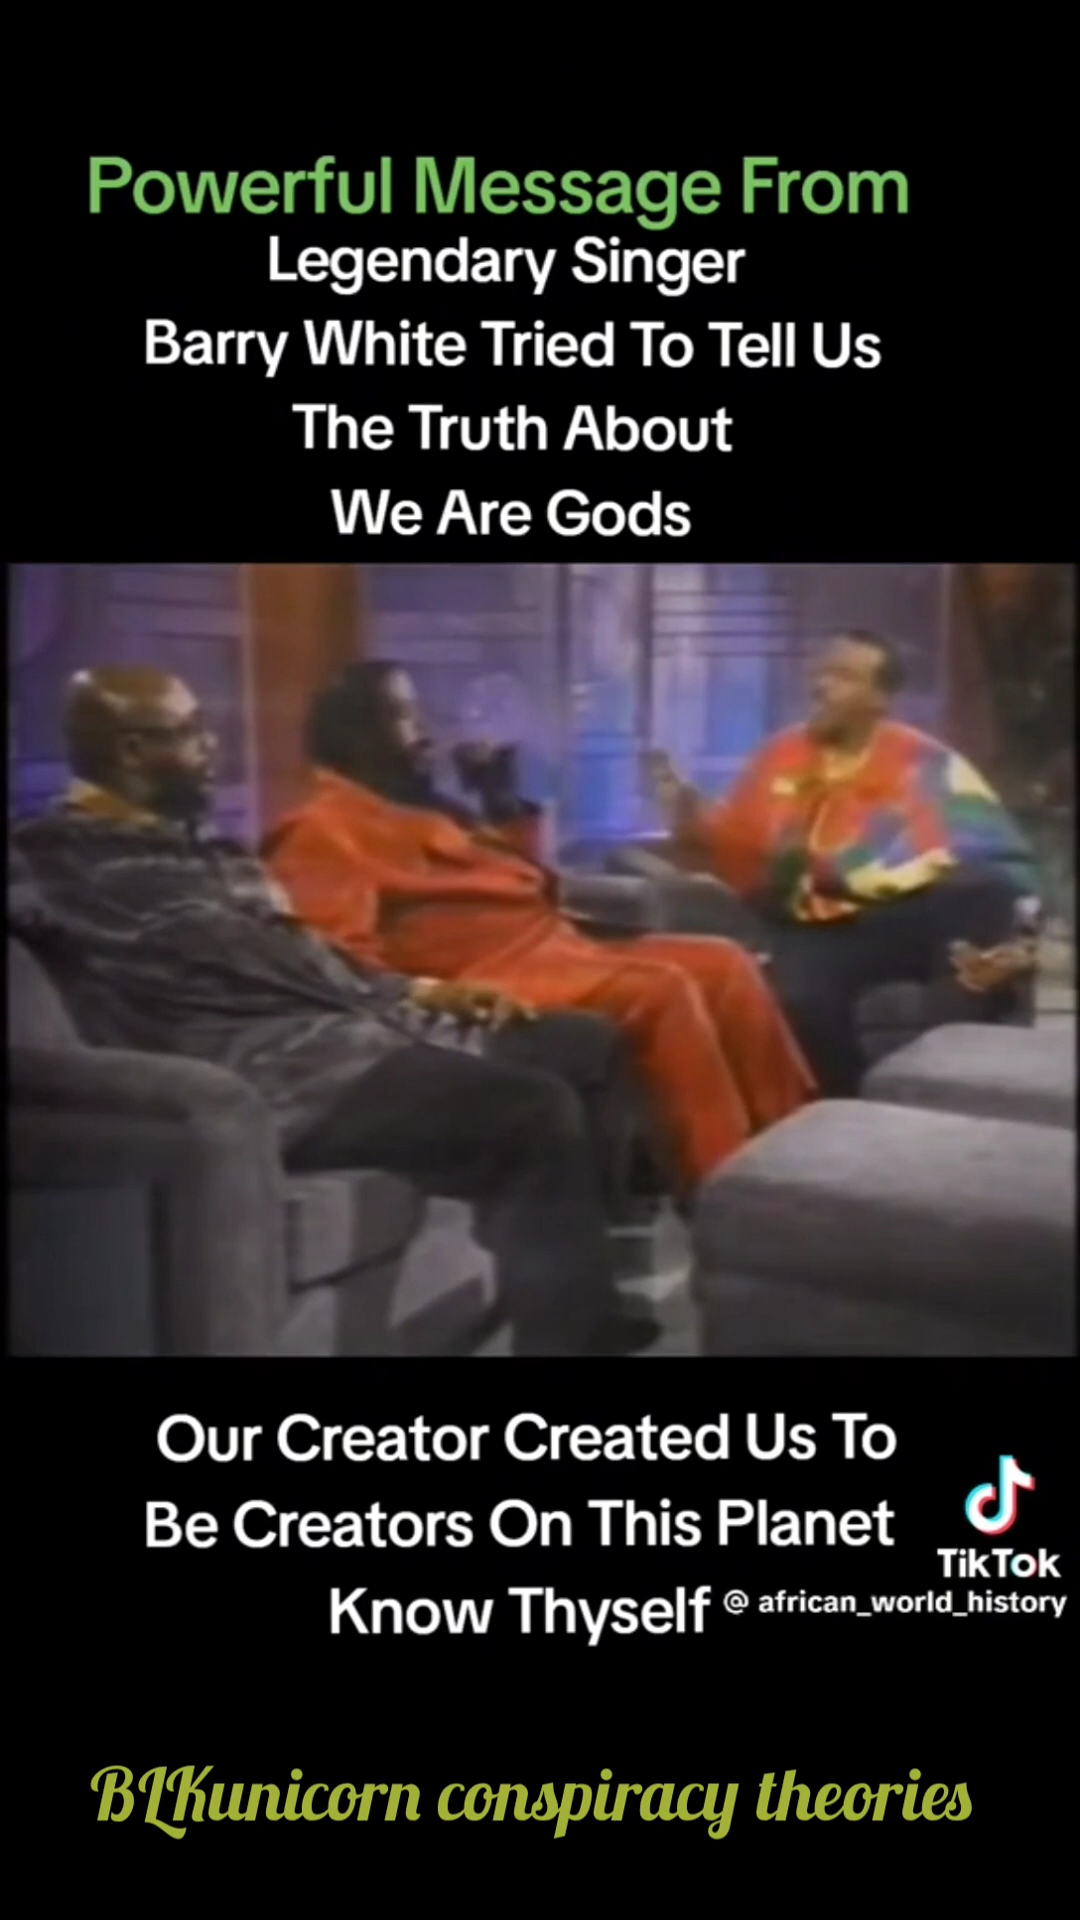 Powerful Message From
Legendary Singer
Barry White Tried To Tell Us
The Truth About
We Are Gods
Our Creator Created Us To
Be Creators On This Planet
Know Thyself
TikTok
@ african_world_history
BLKunicorn conspiracy theories